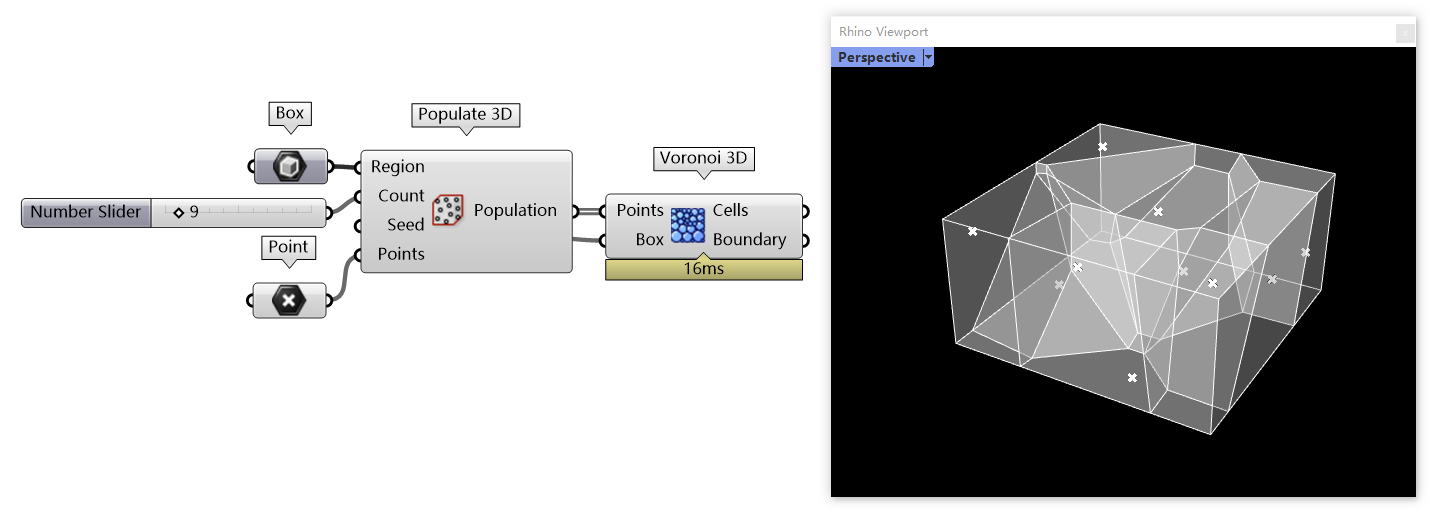 Box
Populate 3D
Region
Count
Seed
Points
Population
Number Slider
9
Point
Voronoi 3D
Points
Box
Cells
Boundary
16ms
Rhino Viewport
x
Perspective